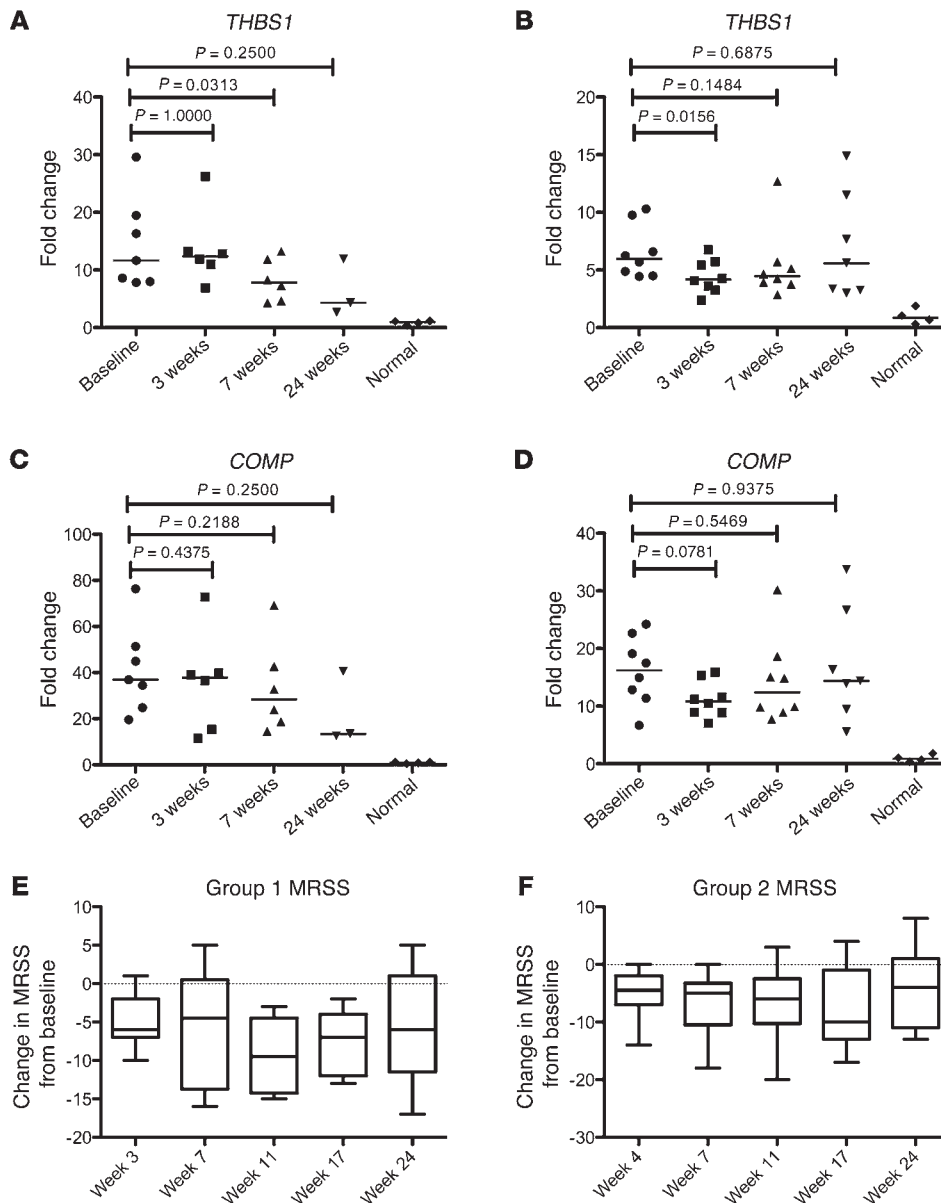 A
THBS1
P = 0.2500
P = 0.0313
P = 1.0000
40
30
20
10
0
Fold change
Baseline
3 weeks
7 weeks
24 weeks
Normal
B
THBS1
P = 0.6875
P = 0.1484
P = 0.0156
20
15
10
5
0
Fold change
Baseline
3 weeks
7 weeks
24 weeks
Normal
C
COMP
P = 0.2500
P = 0.2188
P = 0.4375
100
80
60
40
20
0
Fold change
Baseline
3 weeks
7 weeks
24 weeks
Normal
D
COMP
P = 0.9375
P = 0.5469
P = 0.0781
40
30
20
10
0
Fold change
Baseline
3 weeks
7 weeks
24 weeks
Normal
E
Group 1 MRSS
10
5
0
-5
-10
-15
-20
Change in MRSS
from baseline
Week 3
Week 7
Week 11
Week 17
Week 24
F
Group 2 MRSS
10
0
-10
-20
-30
Change in MRSS
from baseline
Week 4
Week 7
Week 11
Week 17
Week 24